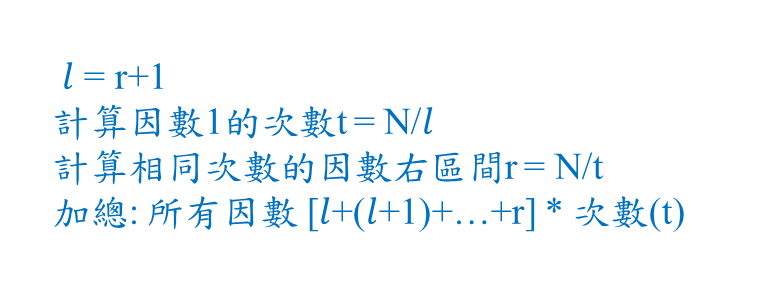 l = r+1
計算因數1的次數t = N/l
計算相同次數的因數右區間r = N/t
加總: 所有因數 [l+(l+1)+…+r] * 次數(t)